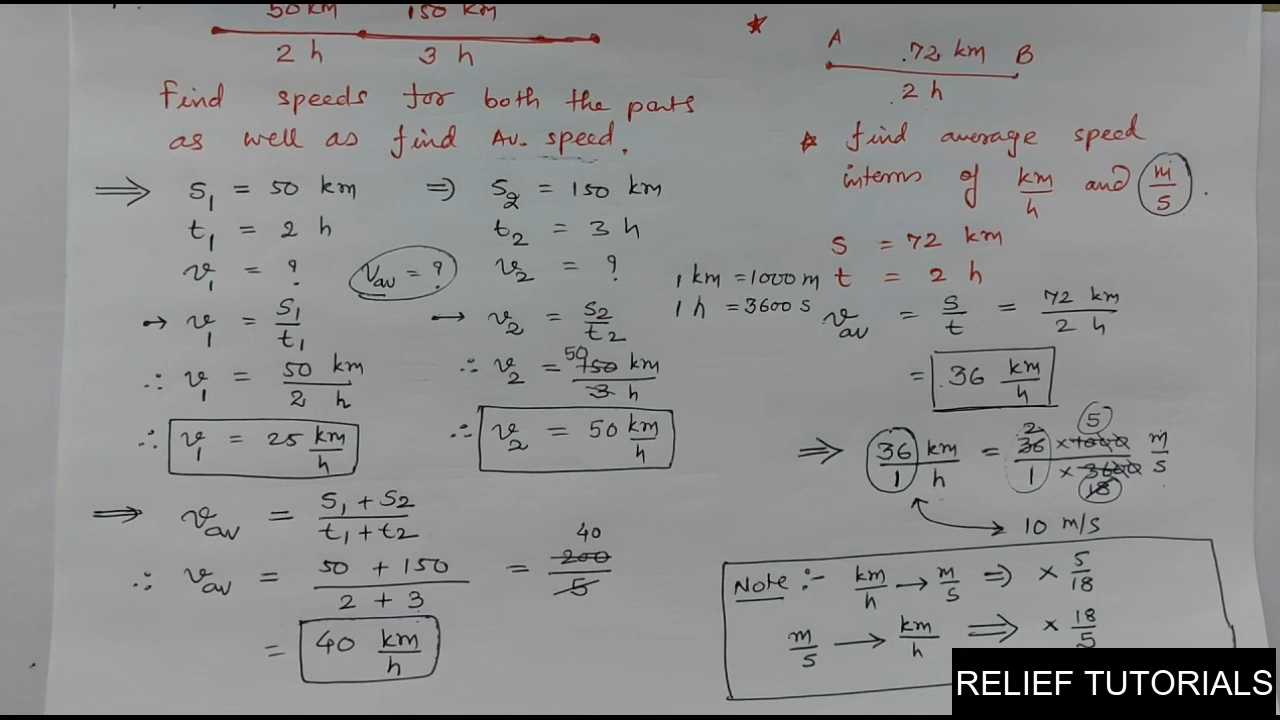 50 km 150 km
2 h 3 h
find speeds for both the parts
as well as find Av. speed.
⇒ S₁ = 50 km ⇒ S₂ = 150 km
t₁ = 2 h t₂ = 3 h
v₁ = ? Vav = ? v₂ = ?
→ v₁ = S₁/t₁ → v₂ = S₂/t₂
∴ v₁ = 50 km/2 h ∴ v₂ = 50 150 km/3 h
∴ v₁ = 25 km/h ∴ v₂ = 50 km/h
⇒ vav = S₁ + S₂/t₁ + t₂
∴ vav = 50 + 150/2 + 3 = 40 200/5
= 40 km/h
* A 72 km B
2 h
* find average speed
interms of km/h and m/s.
S = 72 km
t = 2 h
1 km = 1000 m
1 h = 3600 s
vav = S/t = 72 km/2 h
= 36 km/h
⇒ 36 km/1 h = 2 36 × 1000 5/1 × 3600 18 m/s
10 m/s
Note :- km/h → m/s ⇒ × 5/18
m/s → km/h ⇒ × 18/5
RELIEF TUTORIALS